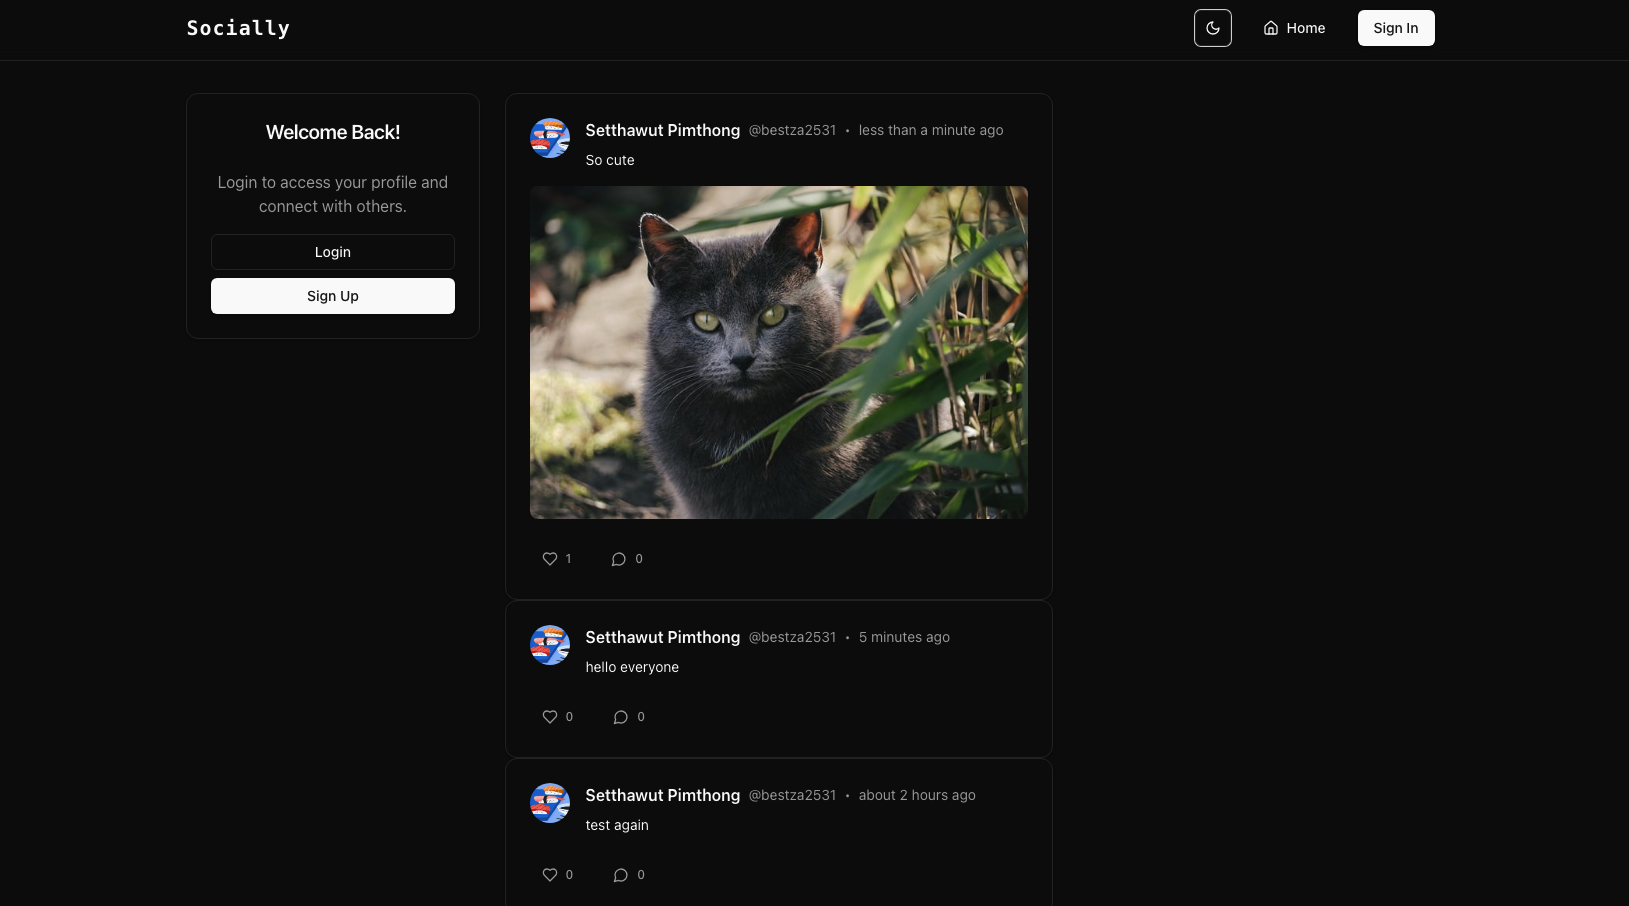 Socially
Home
Sign In
Welcome Back!
Login to access your profile and
connect with others.
Login
Sign Up
Setthawut Pimthong @bestza2531 • less than a minute ago
So cute
1 0
Setthawut Pimthong @bestza2531 • 5 minutes ago
hello everyone
0 0
Setthawut Pimthong @bestza2531 • about 2 hours ago
test again
0 0